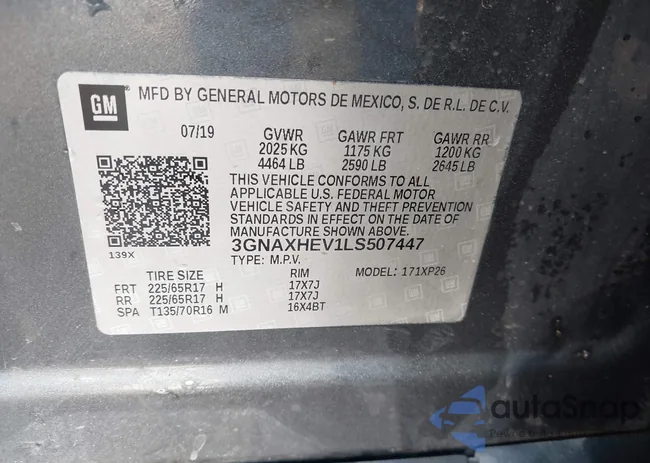 GM
MFD BY GENERAL MOTORS DE MEXICO, S. DE R.L. DE C.V.
07/19 GVWR GAWR FRT GAWR RR
2025 KG 1175 KG 1200 KG
4464 LB 2590 LB 2645 LB
THIS VEHICLE CONFORMS TO ALL
APPLICABLE U.S. FEDERAL MOTOR
VEHICLE SAFETY AND THEFT PREVENTION
STANDARDS IN EFFECT ON THE DATE OF
MANUFACTURE SHOWN ABOVE.
3GNAXHEV1LS507447
139X TYPE: M.P.V. MODEL: 171XP26
TIRE SIZE RIM
FRT 225/65R17 H 17X7J
RR 225/65R17 H 17X7J
SPA T135/70R16 M 16X4BT
autoSnap